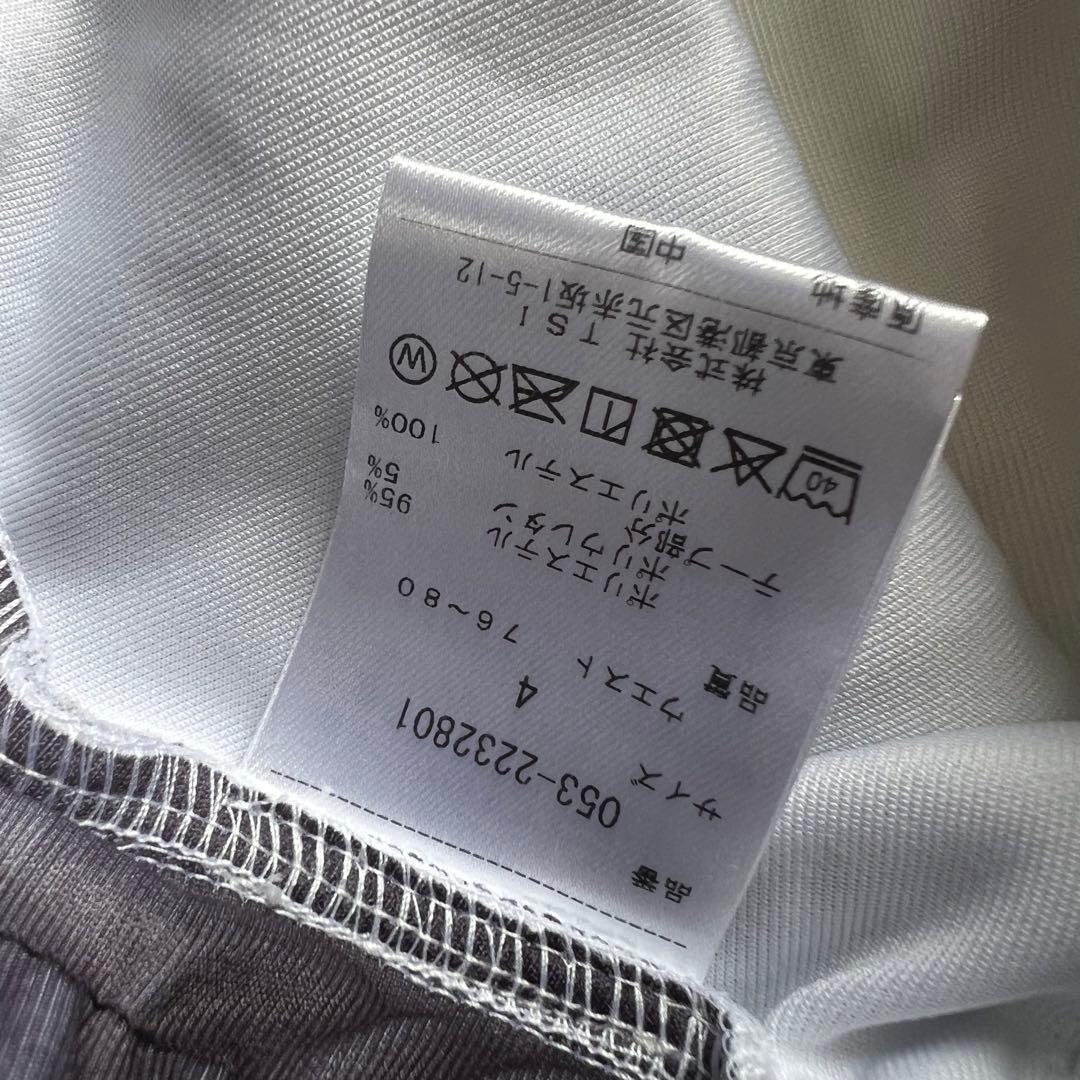 品番
053-2232801
サイズ 4
ウエスト 76~80
品質
ポリエステル 95%
ポリウレタン 5%
テープ部分
ポリエステル 100%
40
W
株式会社 TSI
東京都港区元赤坂1-5-12
原産地 中国